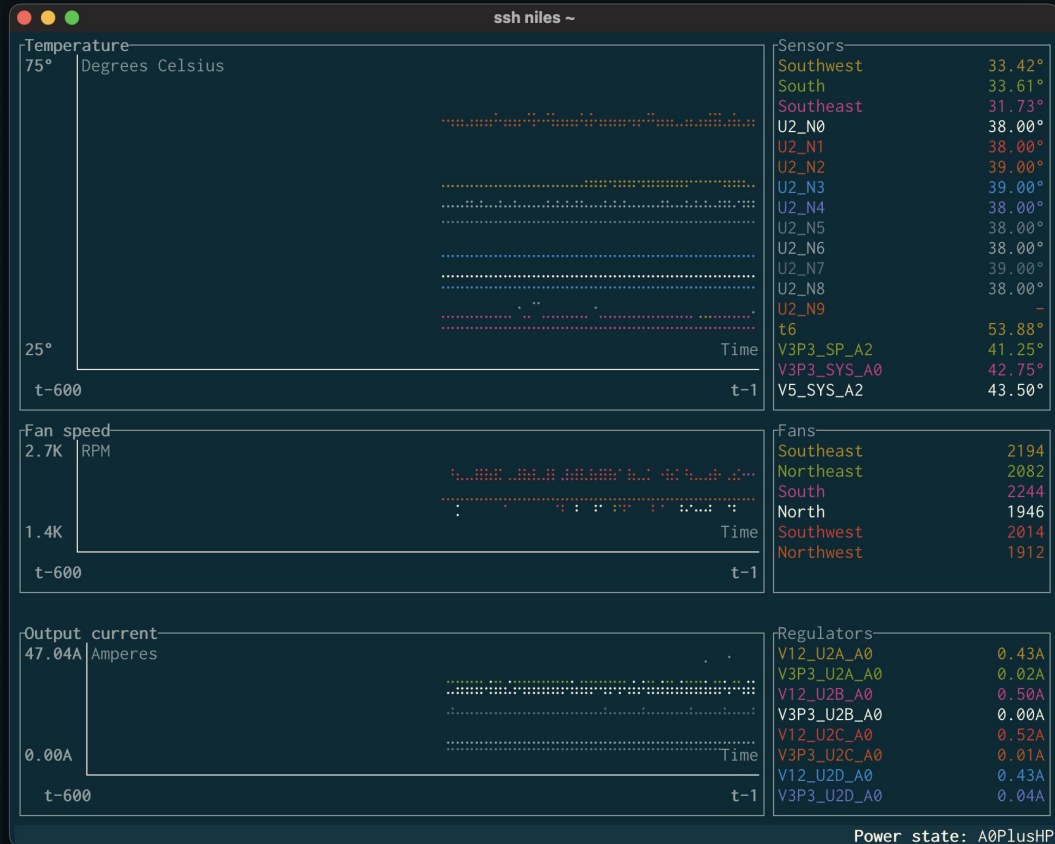 ssh niles ~
Temperature
75° Degrees Celsius
25° Time
t-600 t-1
Sensors
Southwest 33.42°
South 33.61°
Southeast 31.73°
U2_N0 38.00°
U2_N1 38.00°
U2_N2 39.00°
U2_N3 39.00°
U2_N4 38.00°
U2_N5 38.00°
U2_N6 38.00°
U2_N7 39.00°
U2_N8 38.00°
U2_N9 -
t6 53.88°
V3P3_SP_A2 41.25°
V3P3_SYS_A0 42.75°
V5_SYS_A2 43.50°
Fan speed
2.7K RPM
1.4K Time
t-600 t-1
Fans
Southeast 2194
Northeast 2082
South 2244
North 1946
Southwest 2014
Northwest 1912
Output current
47.04A Amperes
0.00A Time
t-600 t-1
Regulators
V12_U2A_A0 0.43A
V3P3_U2A_A0 0.02A
V12_U2B_A0 0.50A
V3P3_U2B_A0 0.00A
V12_U2C_A0 0.52A
V3P3_U2C_A0 0.01A
V12_U2D_A0 0.43A
V3P3_U2D_A0 0.04A
Power state: A0PlusHP